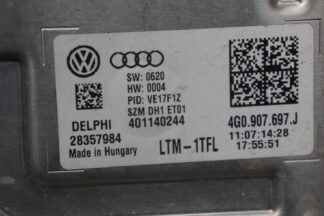 SW: 0620
HW: 0004
PID: VE17F1Z
SZM DH1 ET01
DELPHI 401140244
28357984
Made in Hungary
LTM-1TFL
4G0.907.697.J
11:07:14:28
17:55:51